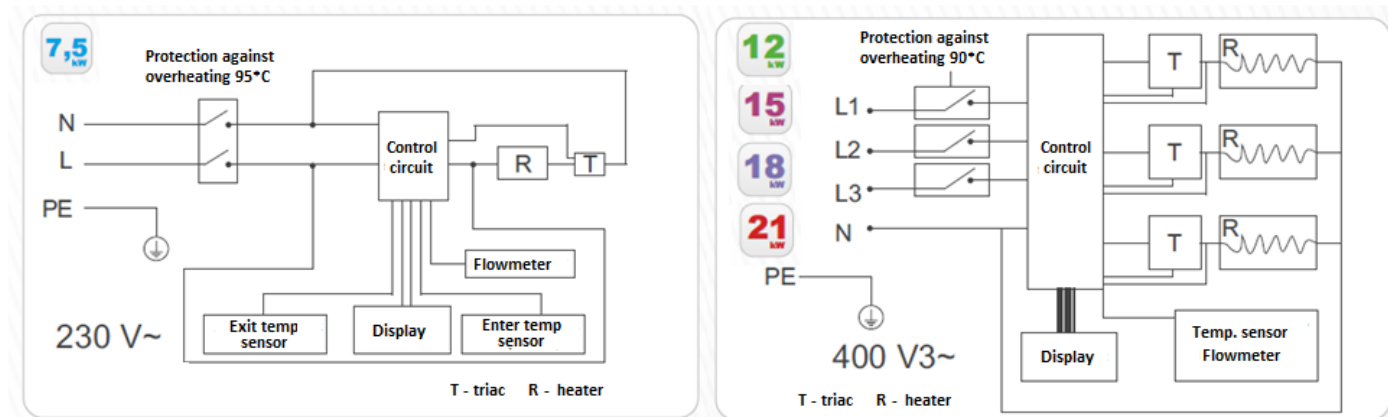 7,5
kW
Protection against
overheating 95°C
N
L
PE
230 V~
Control
circuit
R
T
Flowmeter
Exit temp
sensor
Display
Enter temp
sensor
T - triac R - heater
12
kW
15
kW
18
kW
21
kW
Protection against
overheating 90°C
L1
L2
L3
N
PE
400 V3~
Control
circuit
T
R
T
R
T
R
Display
Temp. sensor
Flowmeter
T - triac R - heater